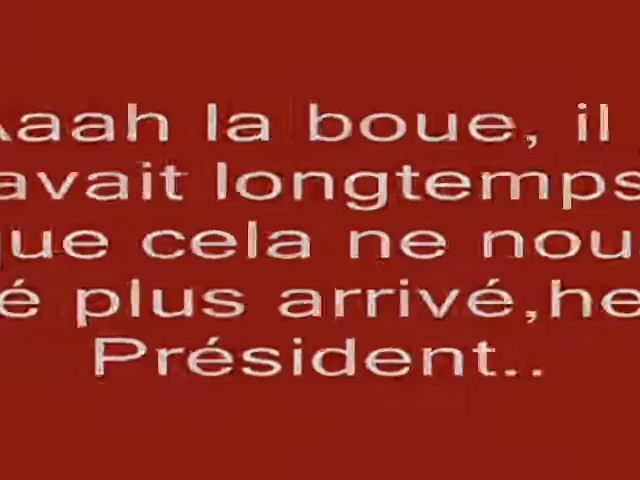 Aaah la boue, il
avait longtemps
que cela ne nou
é plus arrivé,he
Président..